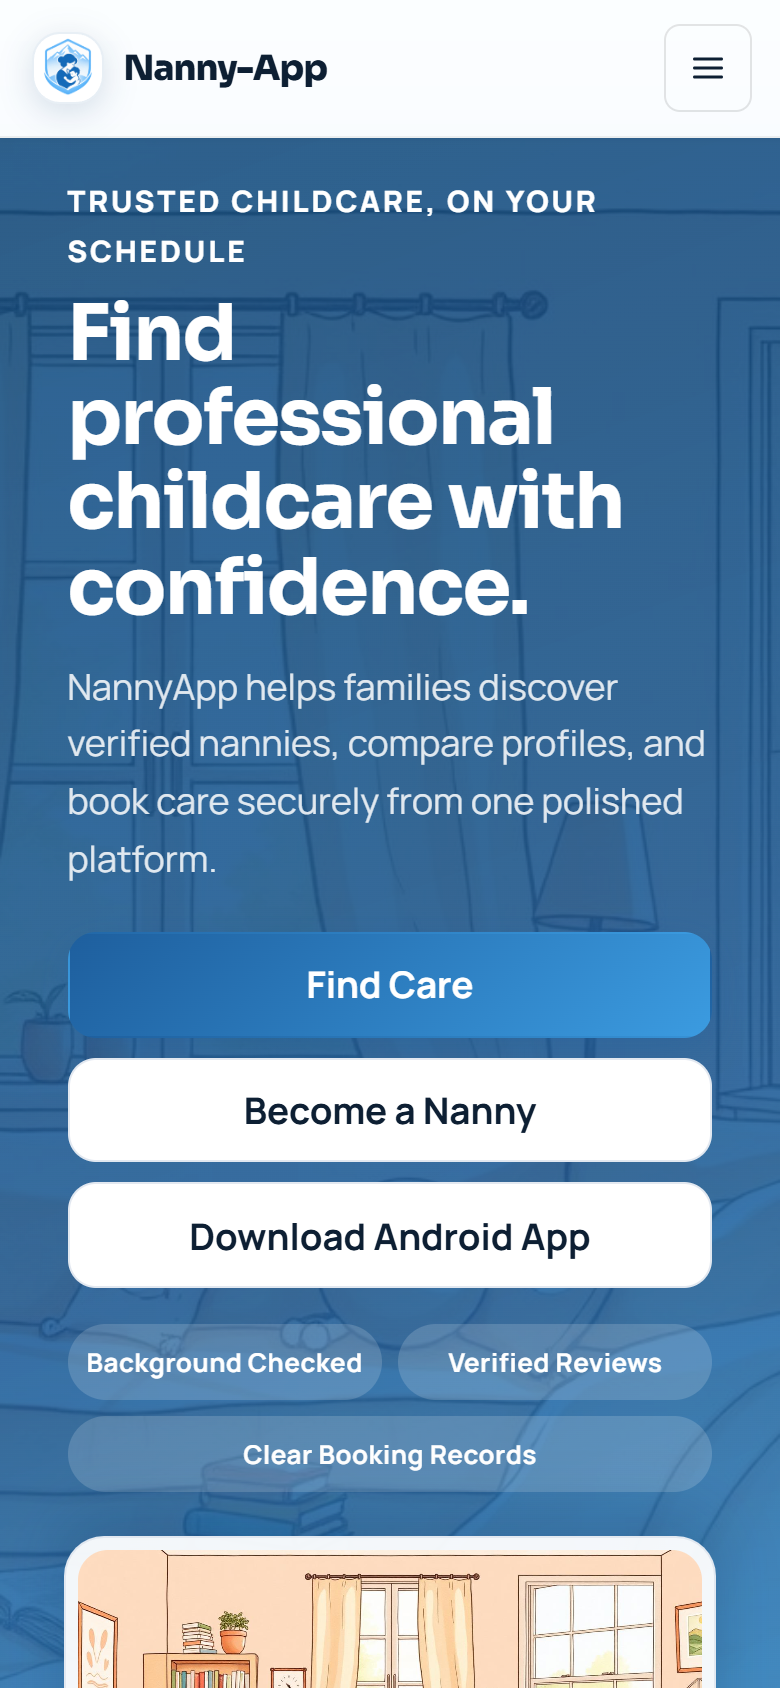 Nanny-App
TRUSTED CHILDCARE, ON YOUR
SCHEDULE
Find
professional
childcare with
confidence.
NannyApp helps families discover
verified nannies, compare profiles, and
book care securely from one polished
platform.
Find Care
Become a Nanny
Download Android App
Background Checked
Verified Reviews
Clear Booking Records